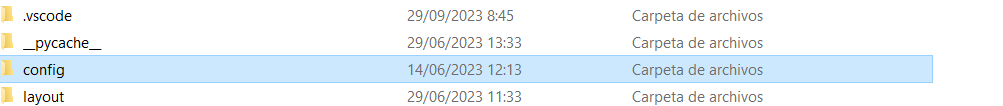 .vscode 29/09/2023 8:45 Carpeta de archivos
__pycache__ 29/06/2023 13:33 Carpeta de archivos
config 14/06/2023 12:13 Carpeta de archivos
layout 29/06/2023 11:33 Carpeta de archivos